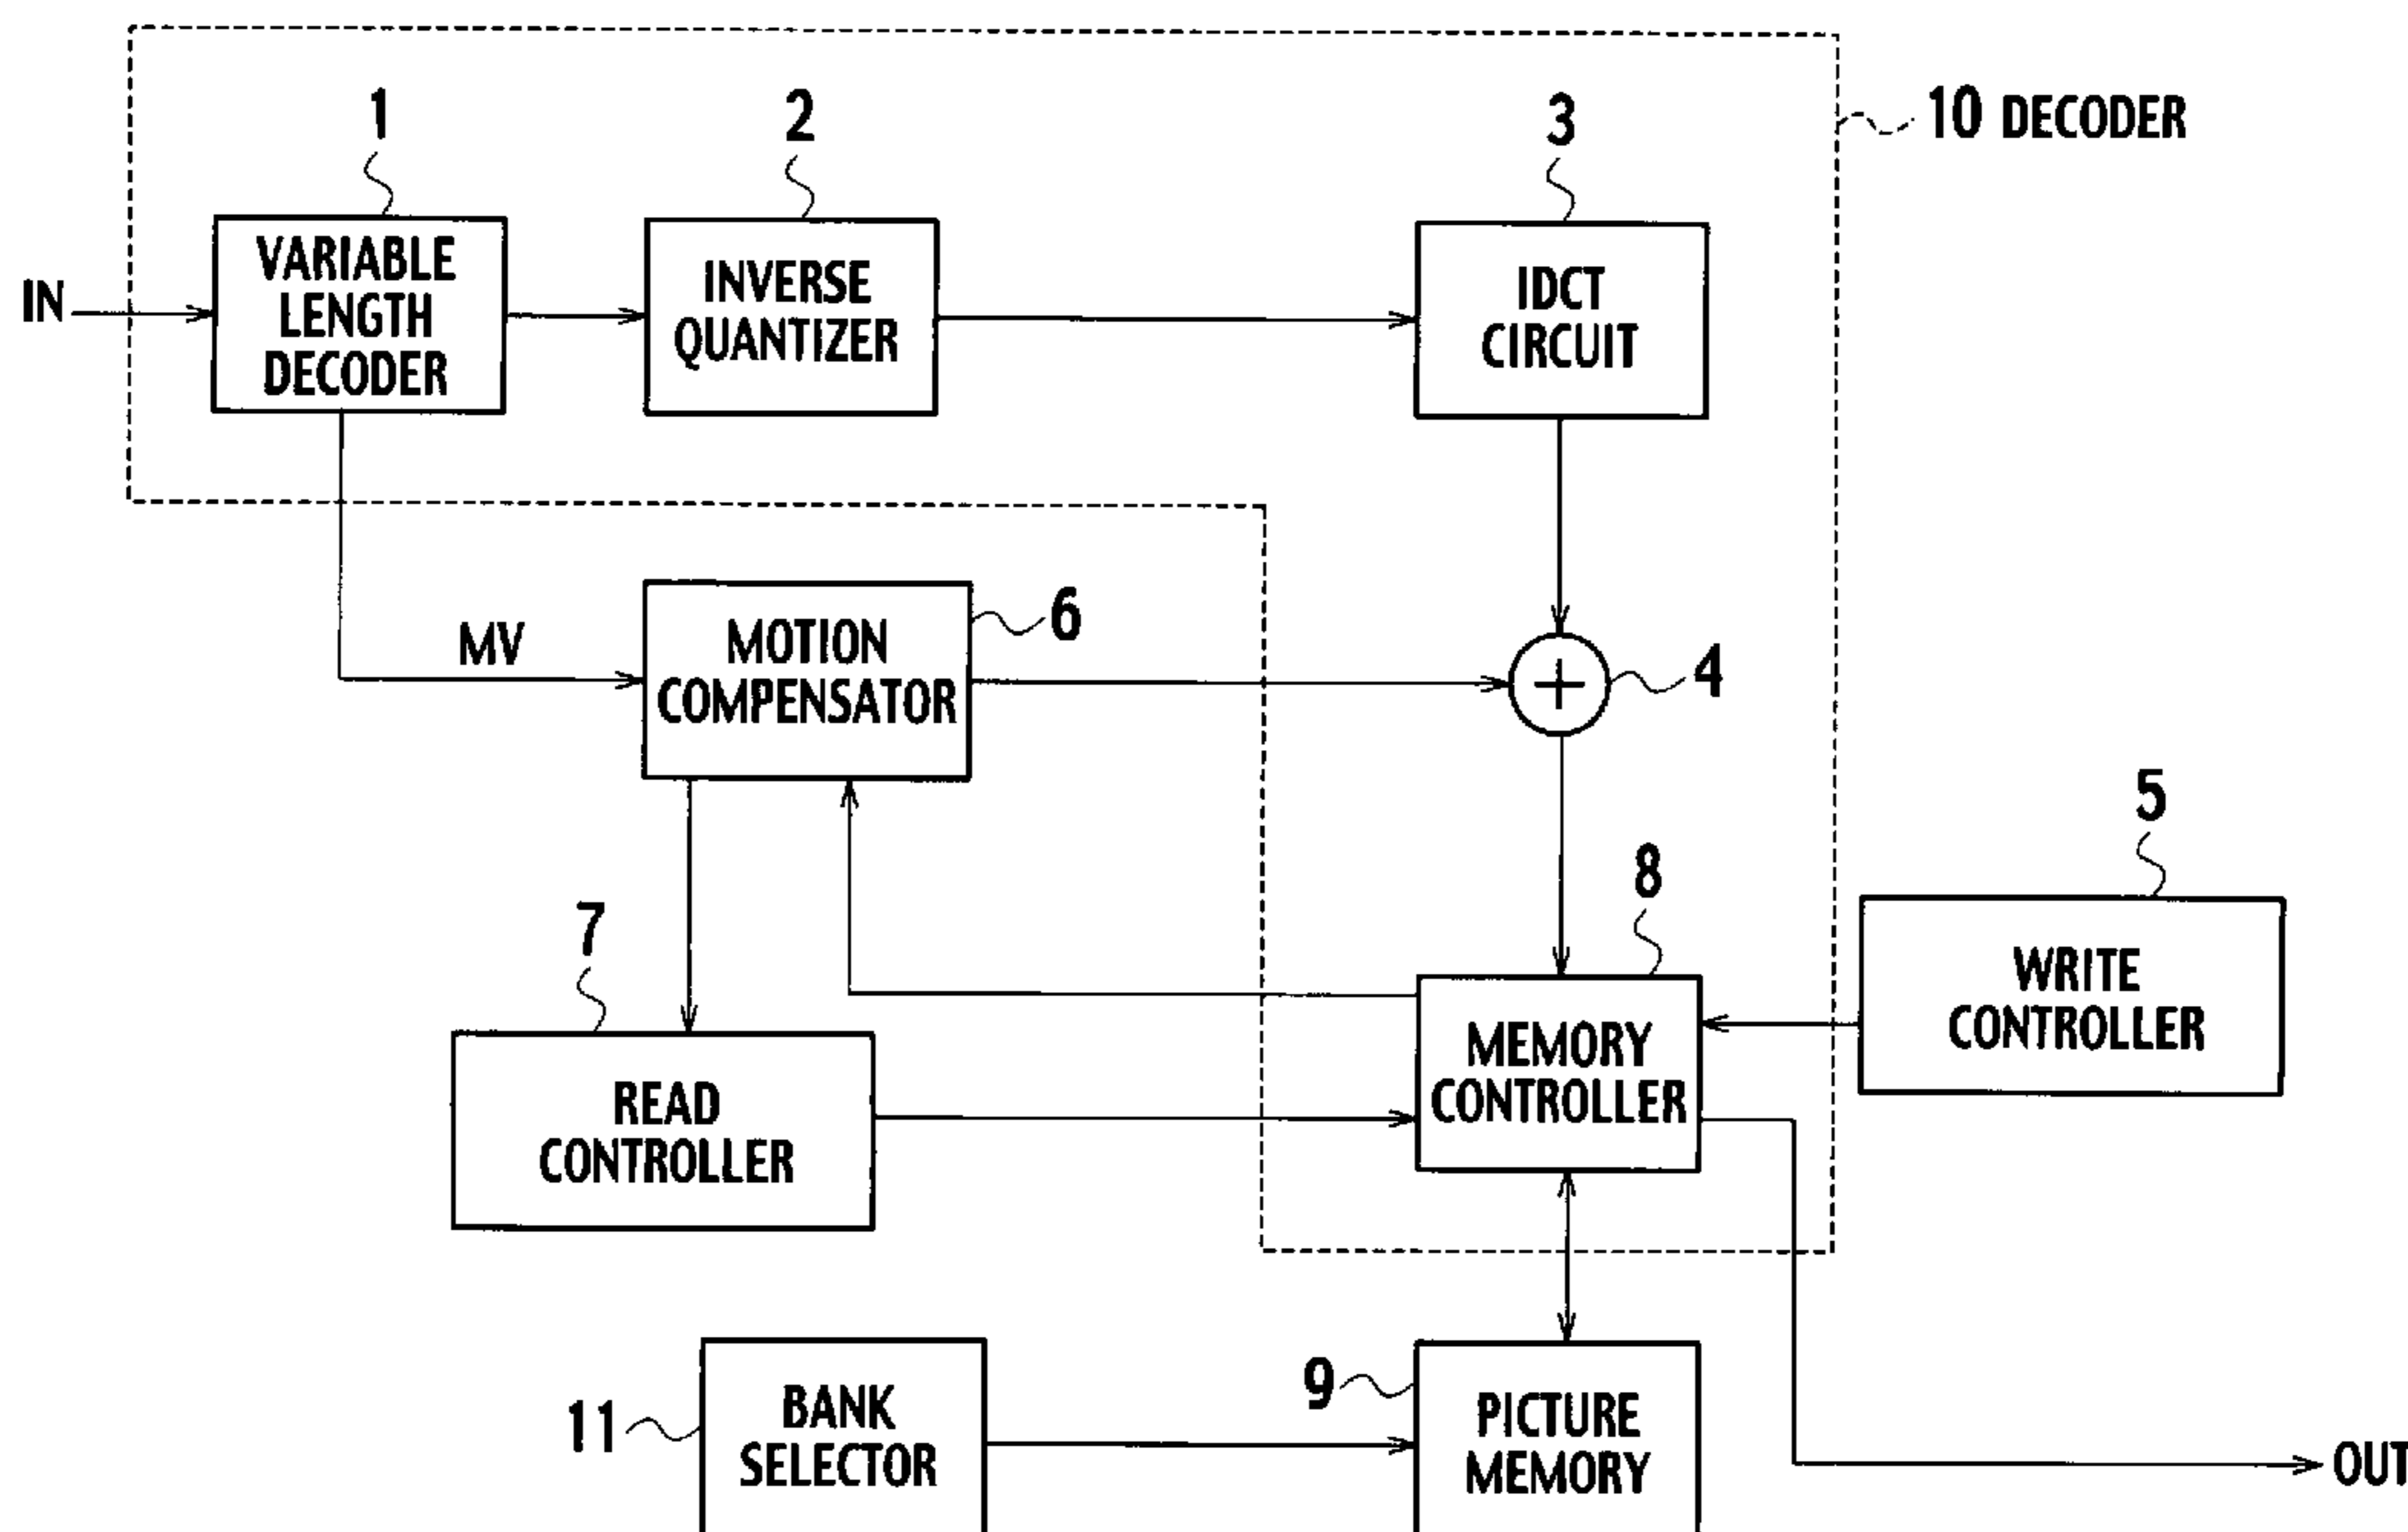 10 DECODER
1
2
3
IN
VARIABLE
LENGTH
DECODER
INVERSE
QUANTIZER
IDCT
CIRCUIT
MV
MOTION
COMPENSATOR
6
+
4
5
7
8
READ
CONTROLLER
MEMORY
CONTROLLER
WRITE
CONTROLLER
11
BANK
SELECTOR
9
PICTURE
MEMORY
OUT